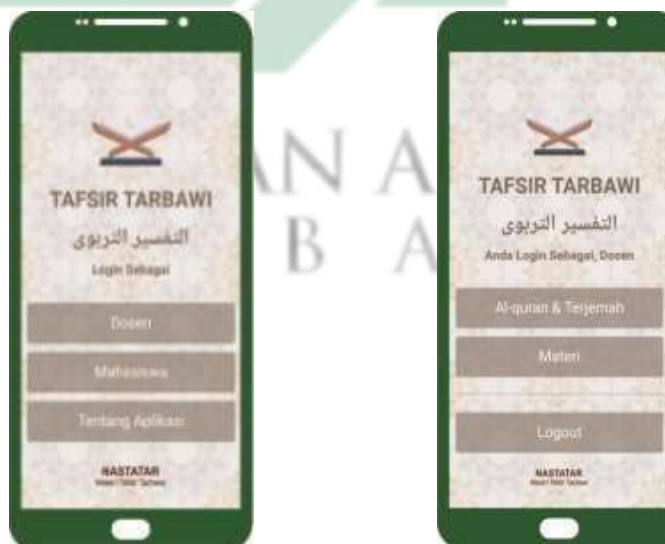 TAFSIR TARBAWI
التفسير التربوى
Login Sebagai
Dosen
Mahasiswa
Tentang Aplikasi
NASTATAR
TAFSIR TARBAWI
التفسير التربوى
Anda Login Sebagai, Dosen
Al-quran & Terjemah
Materi
Logout
NASTATAR
AN A
B A